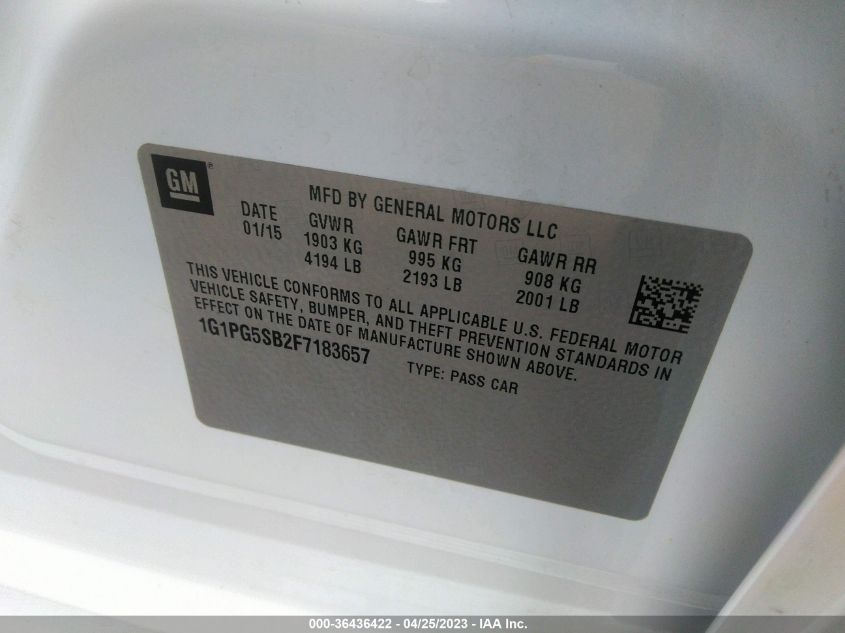 GM®
MFD BY GENERAL MOTORS LLC
DATE GVWR GAWR FRT GAWR RR
01/15 1903 KG 995 KG 908 KG
4194 LB 2193 LB 2001 LB
THIS VEHICLE CONFORMS TO ALL APPLICABLE U.S. FEDERAL MOTOR
VEHICLE SAFETY, BUMPER, AND THEFT PREVENTION STANDARDS IN
EFFECT ON THE DATE OF MANUFACTURE SHOWN ABOVE.
1G1PG5SB2F7183657 TYPE: PASS CAR
000-36436422 - 04/25/2023 - IAA Inc.